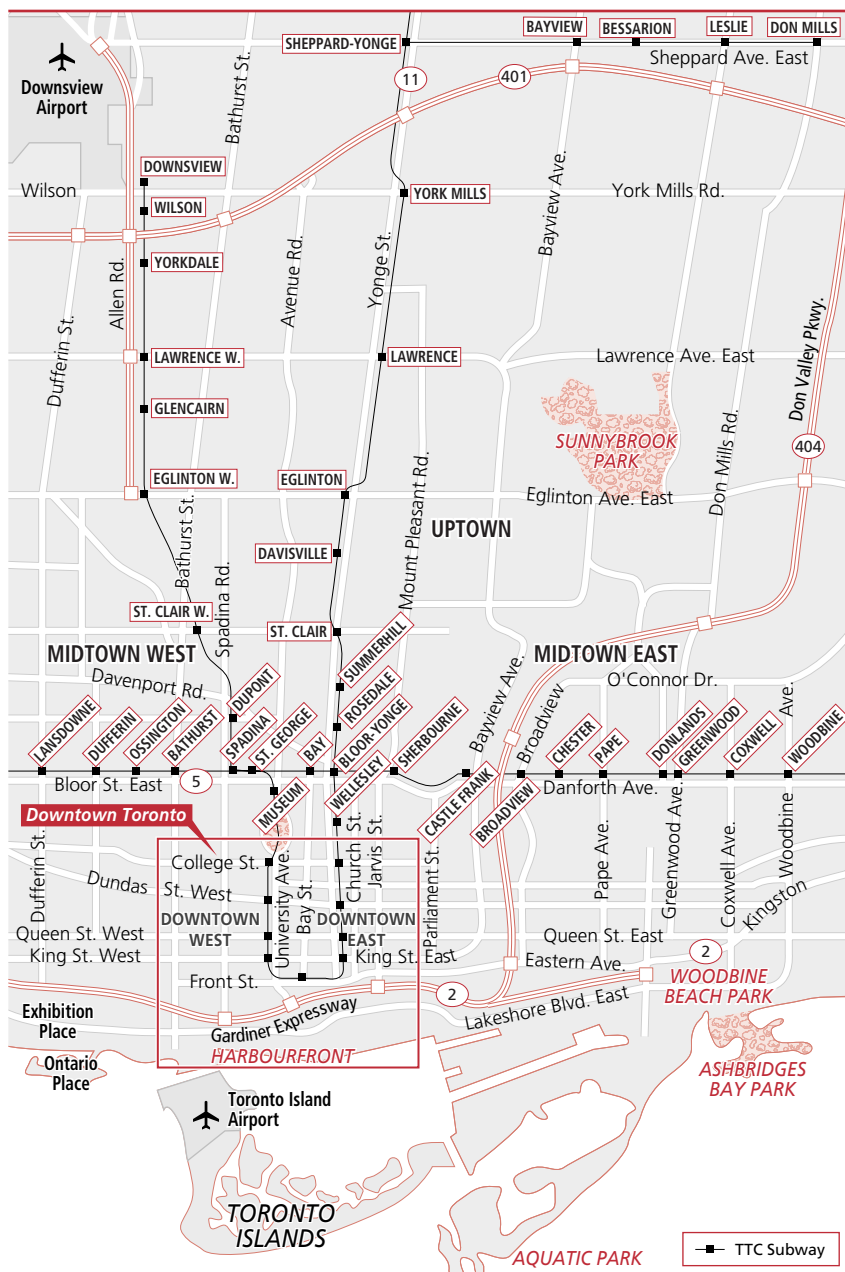 SHEPPARD-YONGE
BAYVIEW
BESSARION
LESLIE
DON MILLS
Sheppard Ave. East
Downsview
Airport
Bathurst St.
11
401
DOWNSVIEW
Wilson
WILSON
YORK MILLS
York Mills Rd.
Bayview Ave.
YORKDALE
Allen Rd.
Avenue Rd.
Yonge St.
Dufferin St.
LAWRENCE W.
LAWRENCE
Lawrence Ave. East
Don Valley Pkwy.
GLENCAIRN
SUNNYBROOK
PARK
Don Mills Rd.
404
EGLINTON W.
EGLINTON
Eglinton Ave. East
Mount Pleasant Rd.
UPTOWN
Bathurst St.
DAVISVILLE
Spadina Rd.
ST. CLAIR W.
ST. CLAIR
MIDTOWN WEST
SUMMERHILL
MIDTOWN EAST
Bayview Ave.
O'Connor Dr.
Davenport Rd.
DUPONT
ROSEDALE
Broadview
Ave.
LANSDOWNE
DUFFERIN
OSSINGTON
BATHURST
SPADINA
ST. GEORGE
BAY
BLOOR-YONGE
SHERBOURNE
CHESTER
PAPE
DONLANDS
GREENWOOD
COXWELL
WOODBINE
Bloor St. East
5
MUSEUM
WELLESLEY
CASTLE FRANK
BROADVIEW
Danforth Ave.
Downtown Toronto
Dufferin St.
College St.
Dundas St. West
University Ave.
Bay St.
Church St.
Jarvis St.
Parliament St.
Pape Ave.
Greenwood Ave.
Coxwell Ave.
Woodbine
Kingston
DOWNTOWN
WEST
DOWNTOWN
EAST
Queen St. West
Queen St. East
King St. West
King St. East
Eastern Ave.
2
Front St.
2
WOODBINE
BEACH PARK
Exhibition
Place
Gardiner Expressway
Lakeshore Blvd. East
HARBOURFRONT
Ontario
Place
ASHBRIDGES
BAY PARK
Toronto Island
Airport
TORONTO
ISLANDS
AQUATIC PARK
TTC Subway